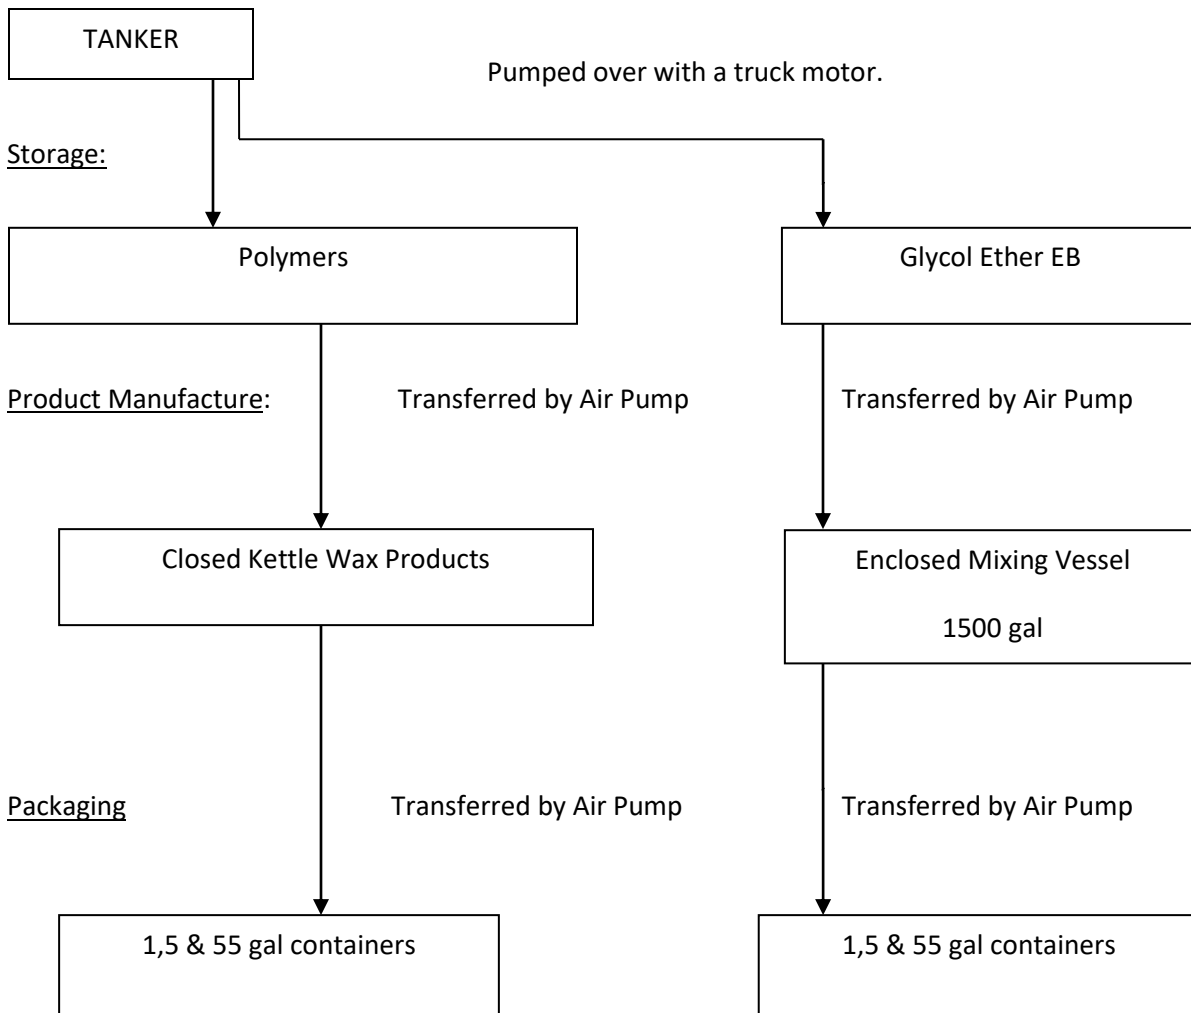 TANKER
Pumped over with a truck motor.
Storage:
Polymers
Glycol Ether EB
Product Manufacture:
Transferred by Air Pump
Transferred by Air Pump
Closed Kettle Wax Products
Enclosed Mixing Vessel
1500 gal
Packaging
Transferred by Air Pump
Transferred by Air Pump
1,5 & 55 gal containers
1,5 & 55 gal containers